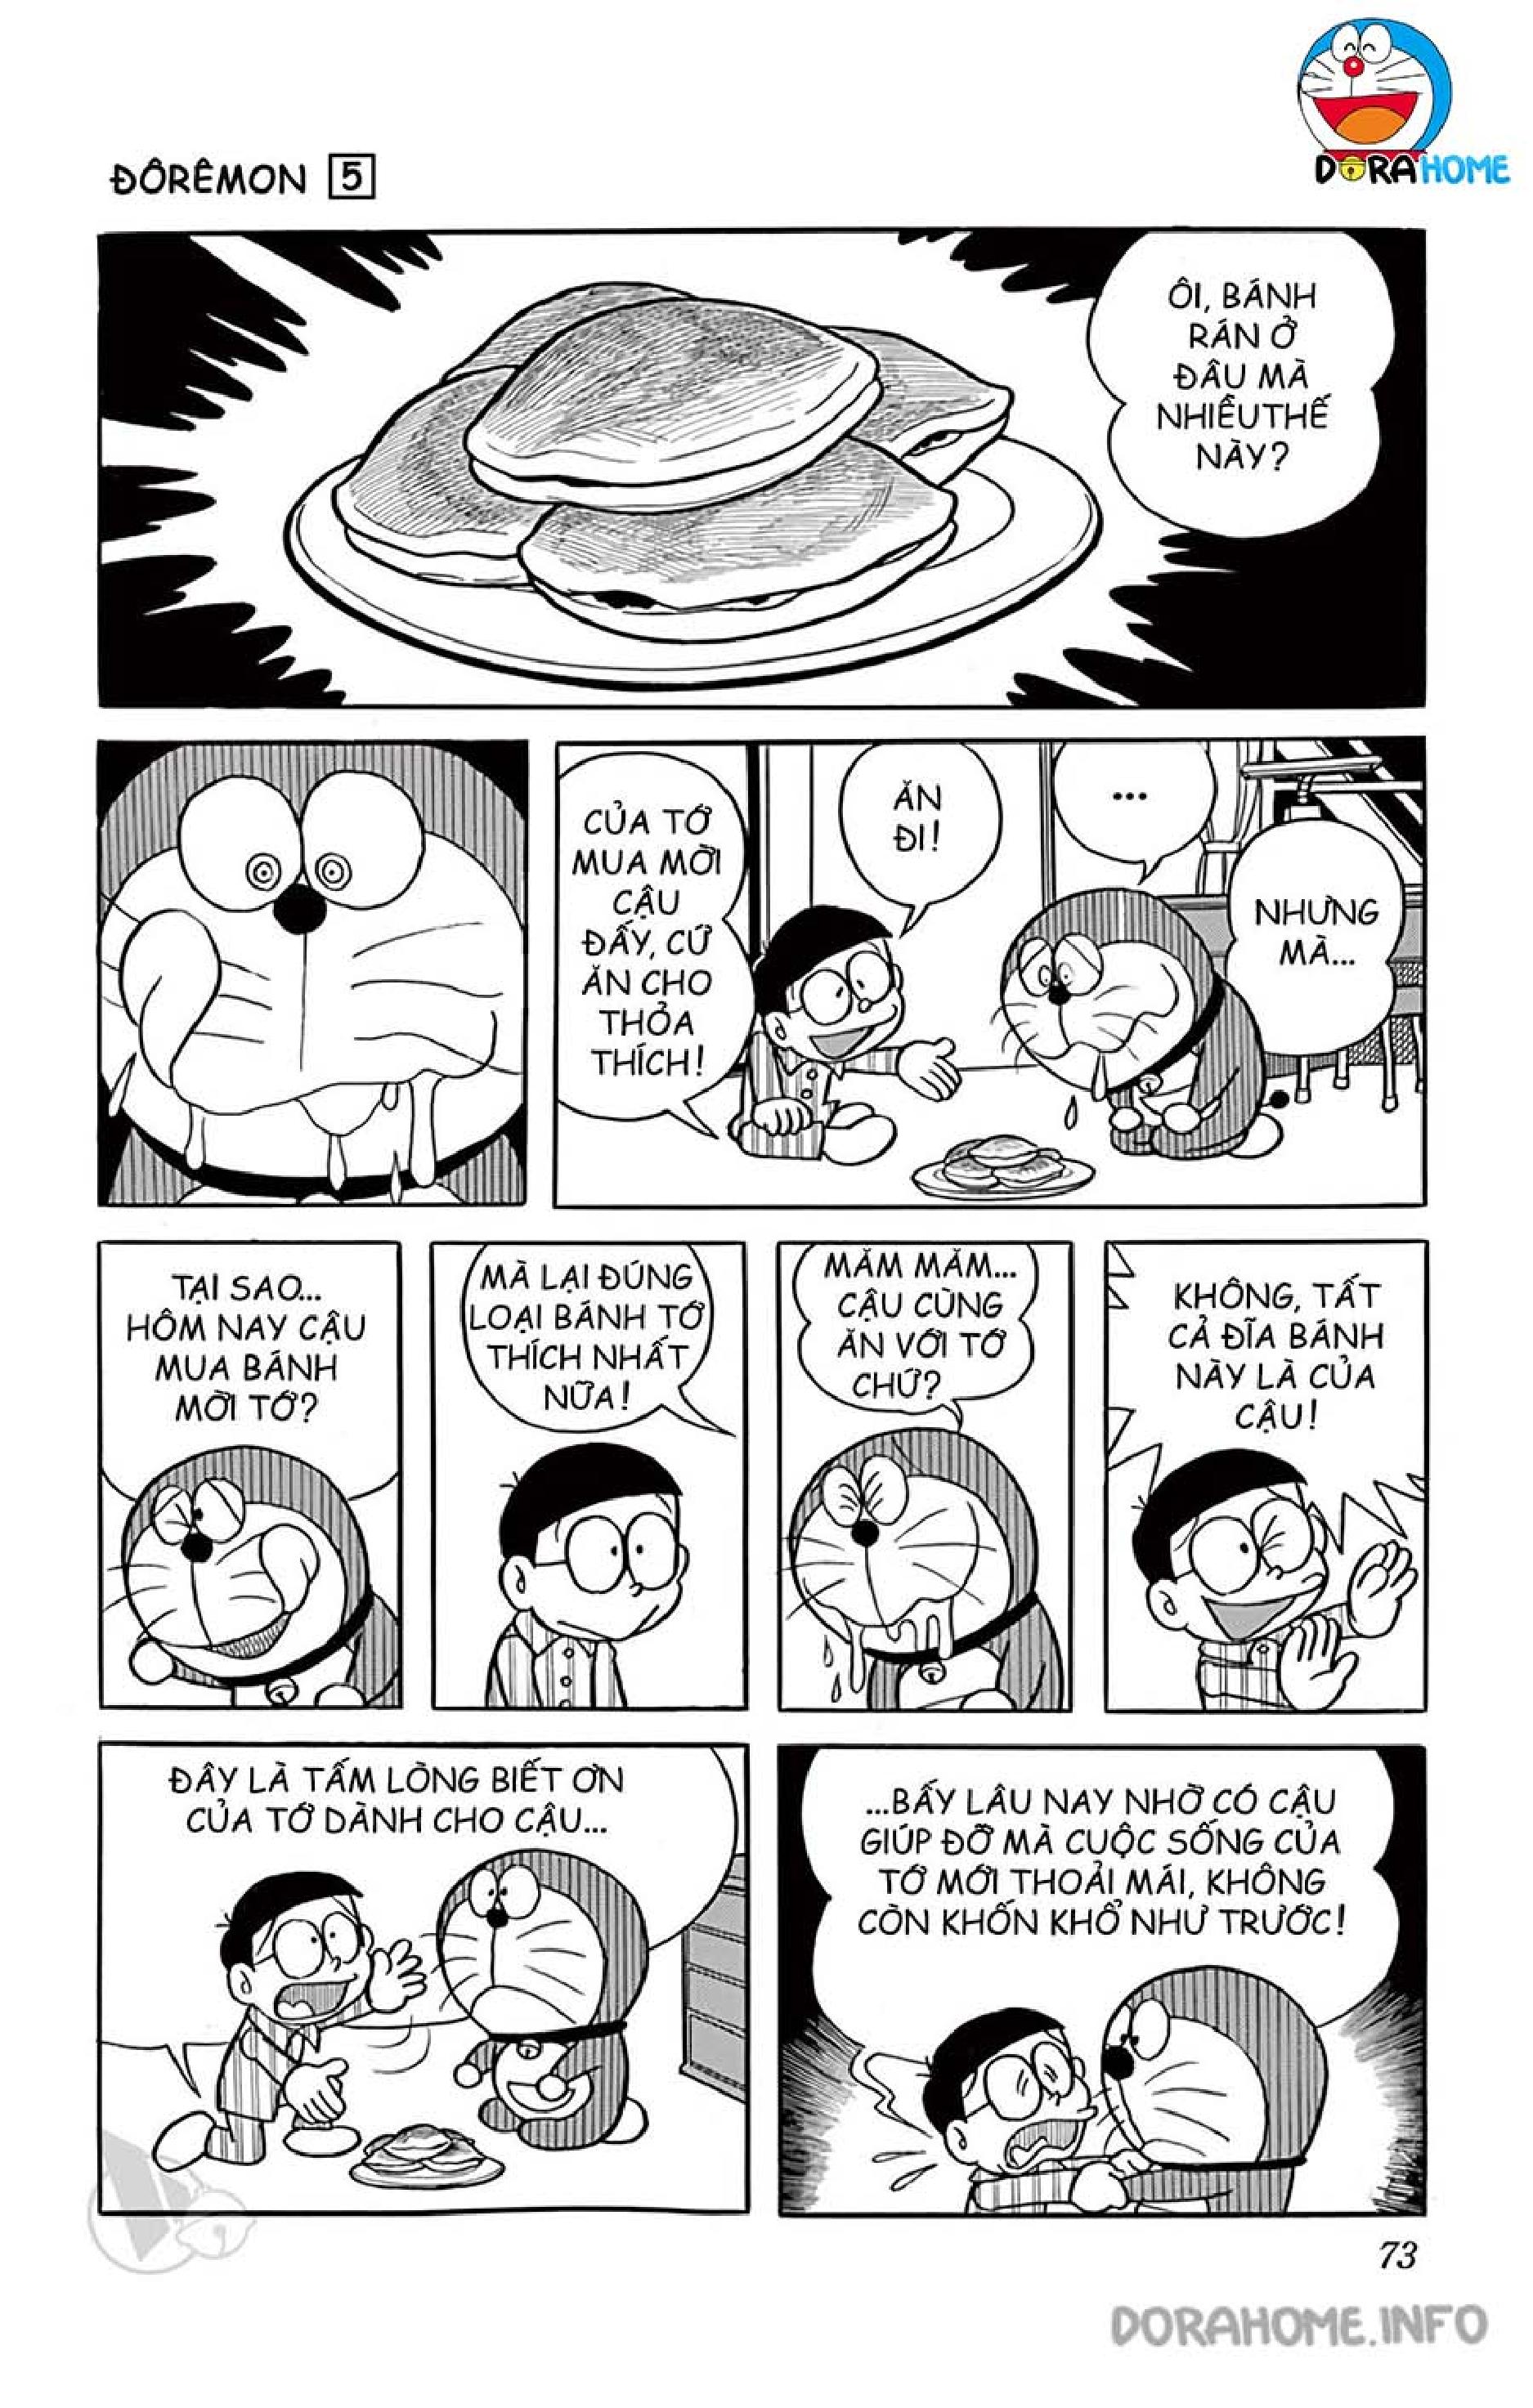 DORAHOME
ĐÔRÊMON 5
ÔI, BÁNH
RÁN Ở
ĐÂU MÀ
NHIỀUTHẾ
NÀY?
CỦA TỚ
MUA MỜI
CẬU
ĐẤY, CỨ
ĂN CHO
THỎA
THÍCH!
ĂN
ĐI!
...
NHƯNG
MÀ...
TẠI SAO...
HÔM NAY CẬU
MUA BÁNH
MỜI TỚ?
MÀ LẠI ĐÚNG
LOẠI BÁNH TỚ
THÍCH NHẤT
NỮA!
MĂM MĂM...
CẬU CÙNG
ĂN VỚI TỚ
CHỨ?
KHÔNG, TẤT
CẢ ĐĨA BÁNH
NÀY LÀ CỦA
CẬU!
ĐÂY LÀ TẤM LÒNG BIẾT ƠN
CỦA TỚ DÀNH CHO CẬU...
...BẤY LÂU NAY NHỜ CÓ CẬU
GIÚP ĐỠ MÀ CUỘC SỐNG CỦA
TỚ MỚI THOẢI MÁI, KHÔNG
CÒN KHỐN KHỔ NHƯ TRƯỚC!
73
DORAHOME.INFO